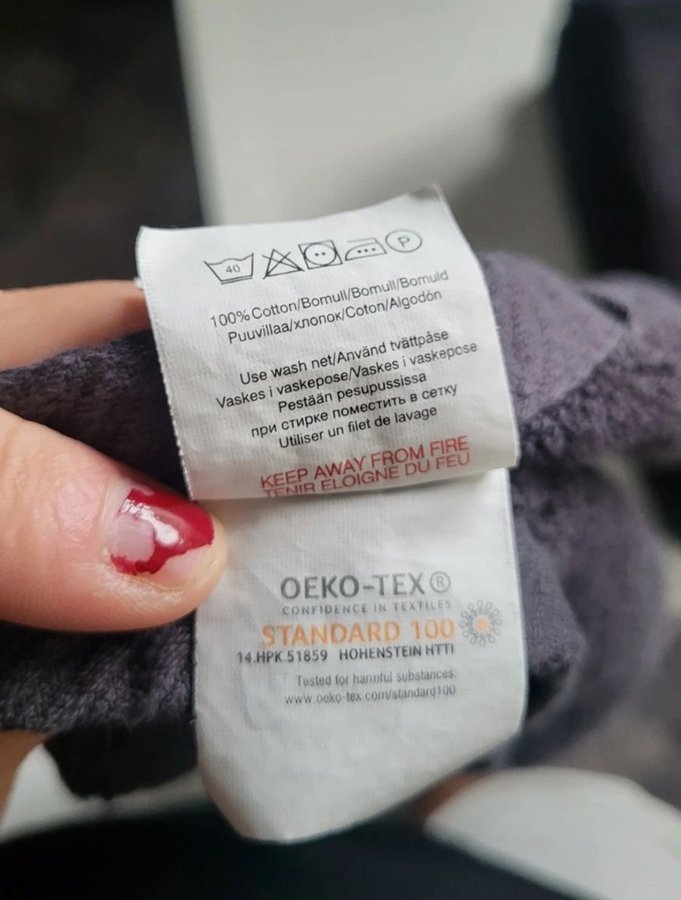 40
P
100% Cotton/Bomull/Bomull/Bomuld
Puuvillaa/хлопок/Coton/Algodón
Use wash net/Använd tvättpåse
Vaskes i vaskepose/Vaskes i vaskepose
Pestään pesupussissa
при стирке поместить в сетку
Utiliser un filet de lavage
KEEP AWAY FROM FIRE
TENIR ELOIGNE DU FEU
OEKO-TEX®
CONFIDENCE IN TEXTILES
STANDARD 100
14.HPK.51859 HOHENSTEIN HTTI
Tested for harmful substances
www.oeko-tex.com/standard100